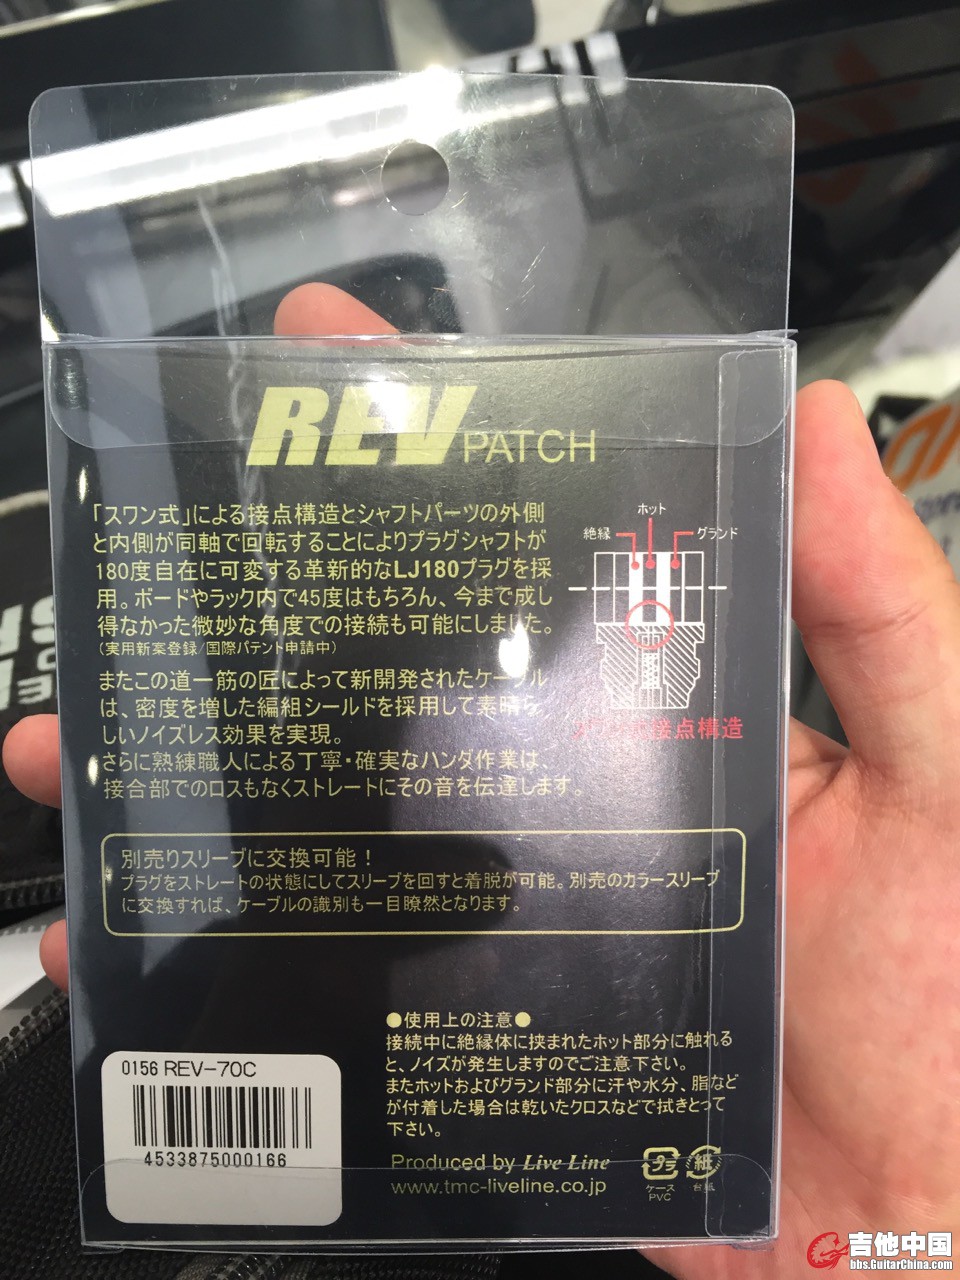 REV PATCH
「スワン式」による接点構造とシャフトパーツの外側
と内側が同軸で回転することによりプラグシャフトが
180度自在に可変する革新的なLJ180プラグを採
用。ボードやラック内で45度はもちろん、今まで成し
得なかった微妙な角度での接続も可能にしました。
(実用新案登録/国際パテント申請中)
またこの道一筋の匠によって新開発されたケーブル
は、密度を増した編組シールドを採用して素晴ら
しいノイズレス効果を実現。
さらに熟練職人による丁寧・確実なハンダ作業は、
接合部でのロスもなくストレートにその音を伝達します。
ホット
絶縁
グランド
スワン式接点構造
別売りスリーブに交換可能！
プラグをストレートの状態にしてスリーブを回すと着脱が可能。別売のカラースリーブ
に交換すれば、ケーブルの識別も一目瞭然となります。
●使用上の注意●
接続中に絶縁体に挟まれたホット部分に触れる
と、ノイズが発生しますのでご注意下さい。
またホットおよびグランド部分に汗や水分、脂など
が付着した場合は乾いたクロスなどで拭きとって
下さい。
Produced by Live Line
www.tmc-liveline.co.jp
プラ
ケース
PVC
紙
台紙
0156 REV-70C
4533875000166
吉他中国
bbs.GuitarChina.com